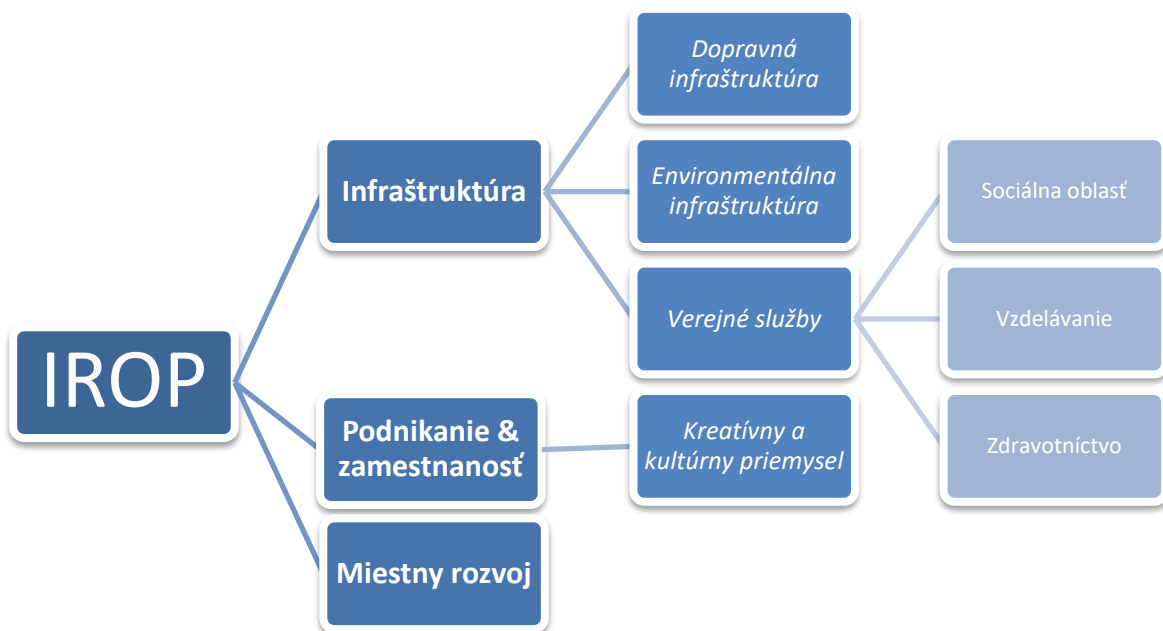 IROP
Infraštruktúra
Dopravná
infraštruktúra
Environmentálna
infraštruktúra
Verejné služby
Sociálna oblasť
Vzdelávanie
Zdravotníctvo
Podnikanie &
zamestnanosť
Kreatívny a
kultúrny priemysel
Miestny rozvoj